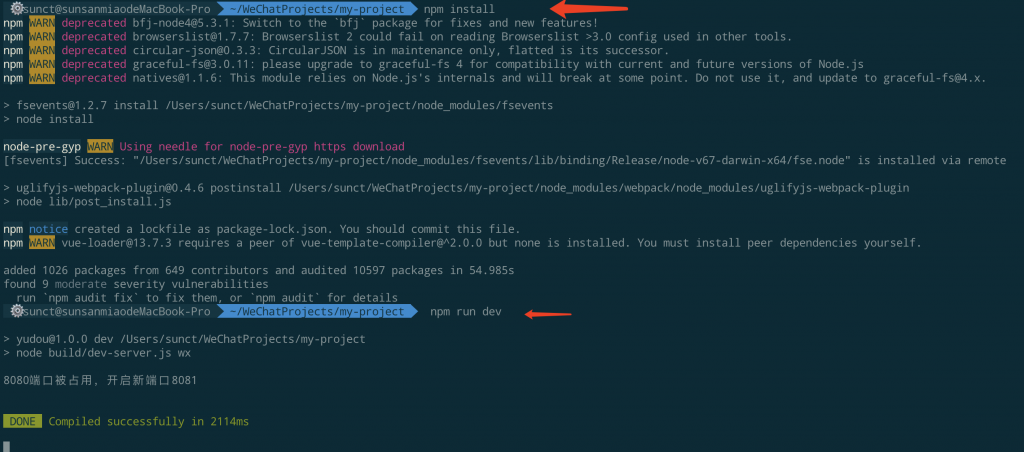 sunct@sunsanmiaodeMacBook-Pro ~/WeChatProjects/my-project npm install
npm WARN deprecated bfj-node4@5.3.1: Switch to the `bfj` package for fixes and new features!
npm WARN deprecated browserslist@1.7.7: Browserslist 2 could fail on reading Browserslist >3.0 config used in other tools.
npm WARN deprecated circular-json@0.3.3: CircularJSON is in maintenance only, flatted is its successor.
npm WARN deprecated graceful-fs@3.0.11: please upgrade to graceful-fs 4 for compatibility with current and future versions of Node.js
npm WARN deprecated natives@1.1.6: This module relies on Node.js's internals and will break at some point. Do not use it, and update to graceful-fs@4.x.
> fsevents@1.2.7 install /Users/sunct/WeChatProjects/my-project/node_modules/fsevents
> node install
node-pre-gyp WARN Using needle for node-pre-gyp https download
[fsevents] Success: "/Users/sunct/WeChatProjects/my-project/node_modules/fsevents/lib/binding/Release/node-v67-darwin-x64/fse.node" is installed via remote
> uglifyjs-webpack-plugin@0.4.6 postinstall /Users/sunct/WeChatProjects/my-project/node_modules/webpack/node_modules/uglifyjs-webpack-plugin
> node lib/post_install.js
npm notice created a lockfile as package-lock.json. You should commit this file.
npm WARN vue-loader@13.7.3 requires a peer of vue-template-compiler@^2.0.0 but none is installed. You must install peer dependencies yourself.
added 1026 packages from 649 contributors and audited 10597 packages in 54.985s
found 9 moderate severity vulnerabilities
run `npm audit fix` to fix them, or `npm audit` for details
sunct@sunsanmiaodeMacBook-Pro ~/WeChatProjects/my-project npm run dev
> yudou@1.0.0 dev /Users/sunct/WeChatProjects/my-project
> node build/dev-server.js wx
8080端口被占用，开启新端口8081
DONE Compiled successfully in 2114ms